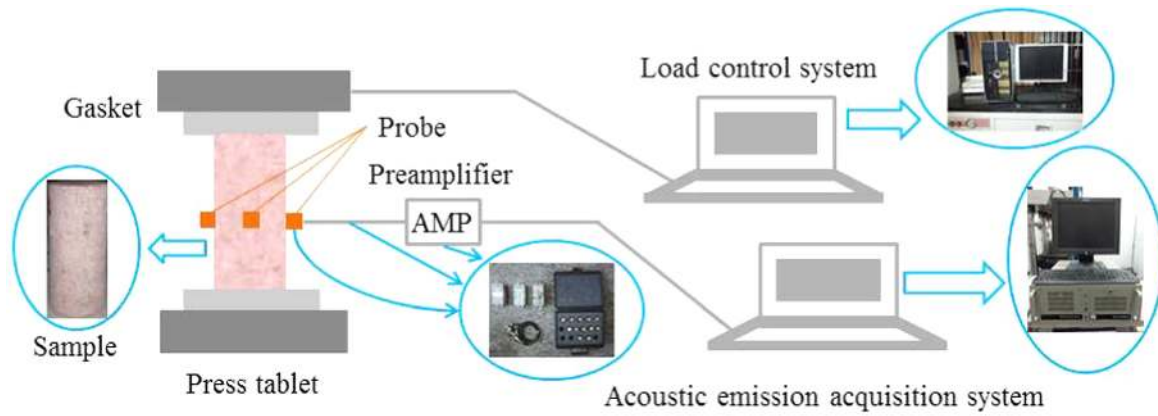 Load control system
Gasket
Probe
Preamplifier
AMP
Sample
Press tablet
Acoustic emission acquisition system